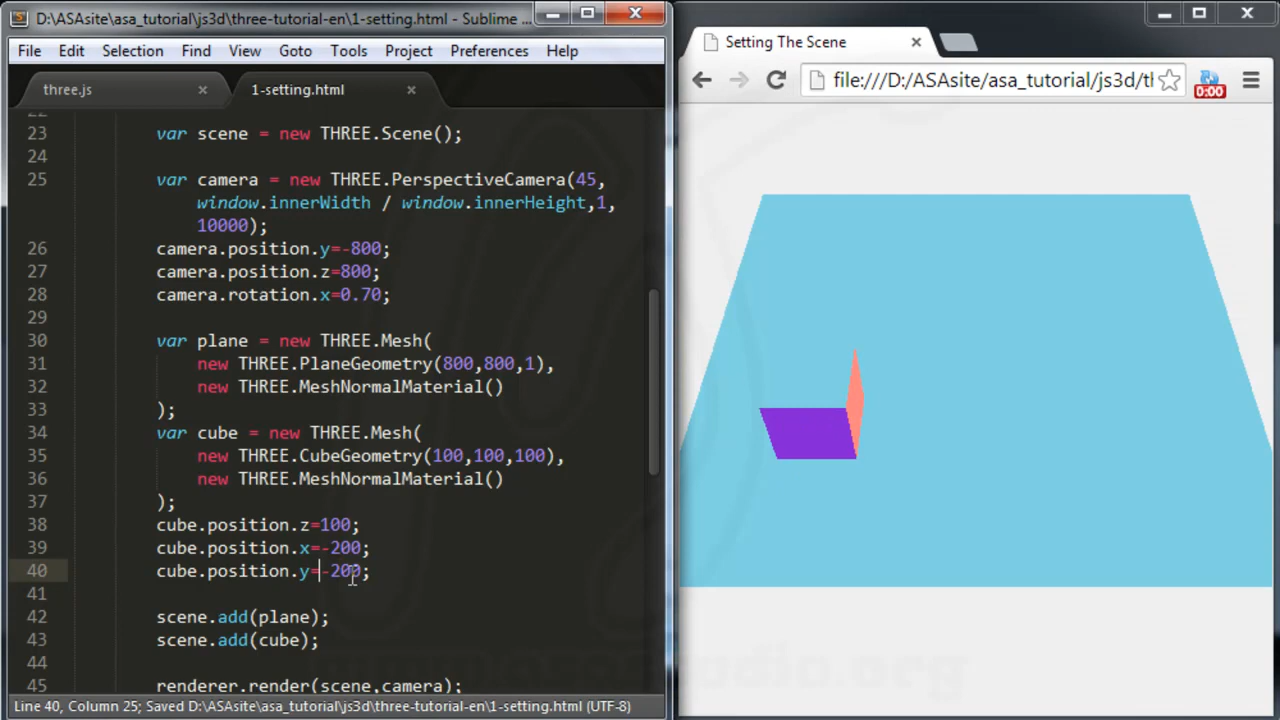 D:\ASAsite\asa_tutorial\js3d\three-tutorial-en\1-setting.html - Sublime ...
File Edit Selection Find View Goto Tools Project Preferences Help
three.js 1-setting.html
23 var scene = new THREE.Scene();
24
25 var camera = new THREE.PerspectiveCamera(45,
window.innerWidth / window.innerHeight,1,
10000);
26 camera.position.y=-800;
27 camera.position.z=800;
28 camera.rotation.x=0.70;
29
30 var plane = new THREE.Mesh(
31 new THREE.PlaneGeometry(800,800,1),
32 new THREE.MeshNormalMaterial()
33 );
34 var cube = new THREE.Mesh(
35 new THREE.CubeGeometry(100,100,100),
36 new THREE.MeshNormalMaterial()
37 );
38 cube.position.z=100;
39 cube.position.x=-200;
40 cube.position.y=-200;
41
42 scene.add(plane);
43 scene.add(cube);
44
45 renderer.render(scene,camera);
Line 40, Column 25; Saved D:\ASAsite\asa_tutorial\js3d\three-tutorial-en\1-setting.html (UTF-8)
Setting The Scene
file:///D:/ASAsite/asa_tutorial/js3d/tl
0:00